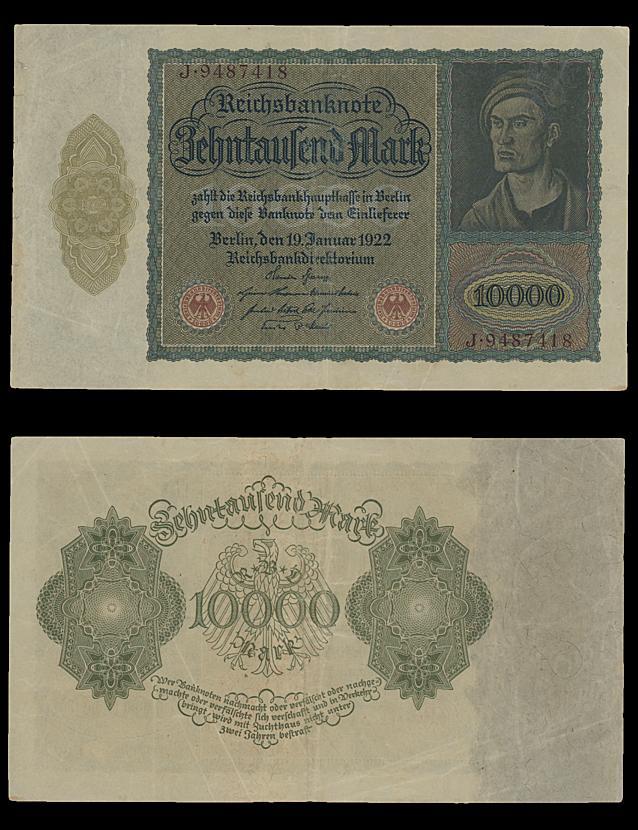 J·9487418
Reichsbanknote
Zehntausend Mark
zahlt die Reichsbankhauptkasse in Berlin
gegen diese Banknote dem Einlieferer
Berlin, den 19. Januar 1922
Reichsbankdirektorium
10000
J·9487418
Zehntausend Mark
R*B*D
10000
Mark
Wer Banknoten nachmacht oder verfälscht oder nachge-
machte oder verfälschte sich verschafft und in Verkehr
bringt, wird mit Zuchthaus nicht unter
zwei Jahren bestraft